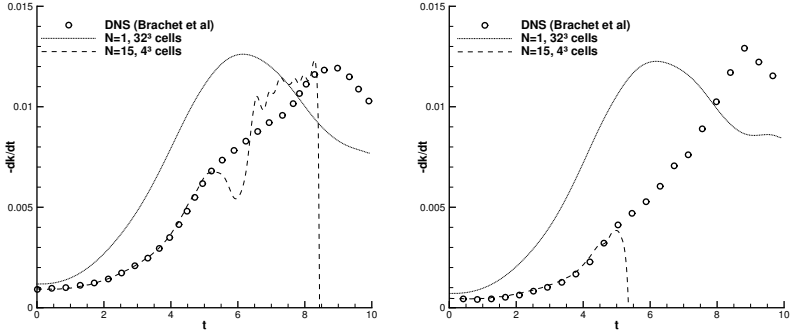 0.015
DNS (Brachet et al)
N=1, 32³ cells
N=15, 4³ cells
0.01
-dk/dt
0.005
0
0 2 4 6 8 10
t
0.015
DNS (Brachet et al)
N=1, 32³ cells
N=15, 4³ cells
0.01
-dk/dt
0.005
0
0 2 4 6 8 10
t